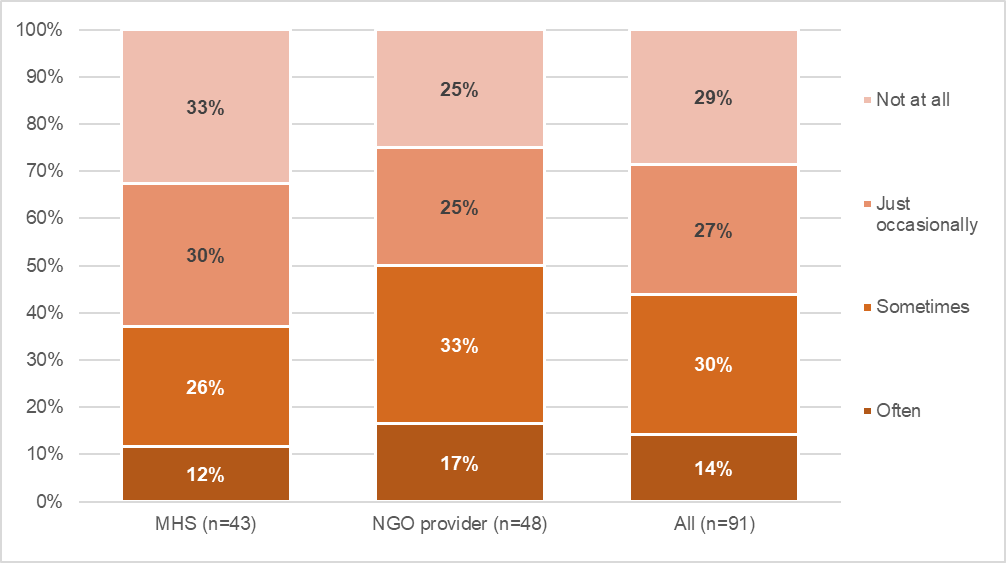 100%
90%
80%
70%
60%
50%
40%
30%
20%
10%
0%
33%
30%
26%
12%
25%
25%
33%
17%
29%
27%
30%
14%
MHS (n=43)
NGO provider (n=48)
All (n=91)
Not at all
Just
occasionally
Sometimes
Often